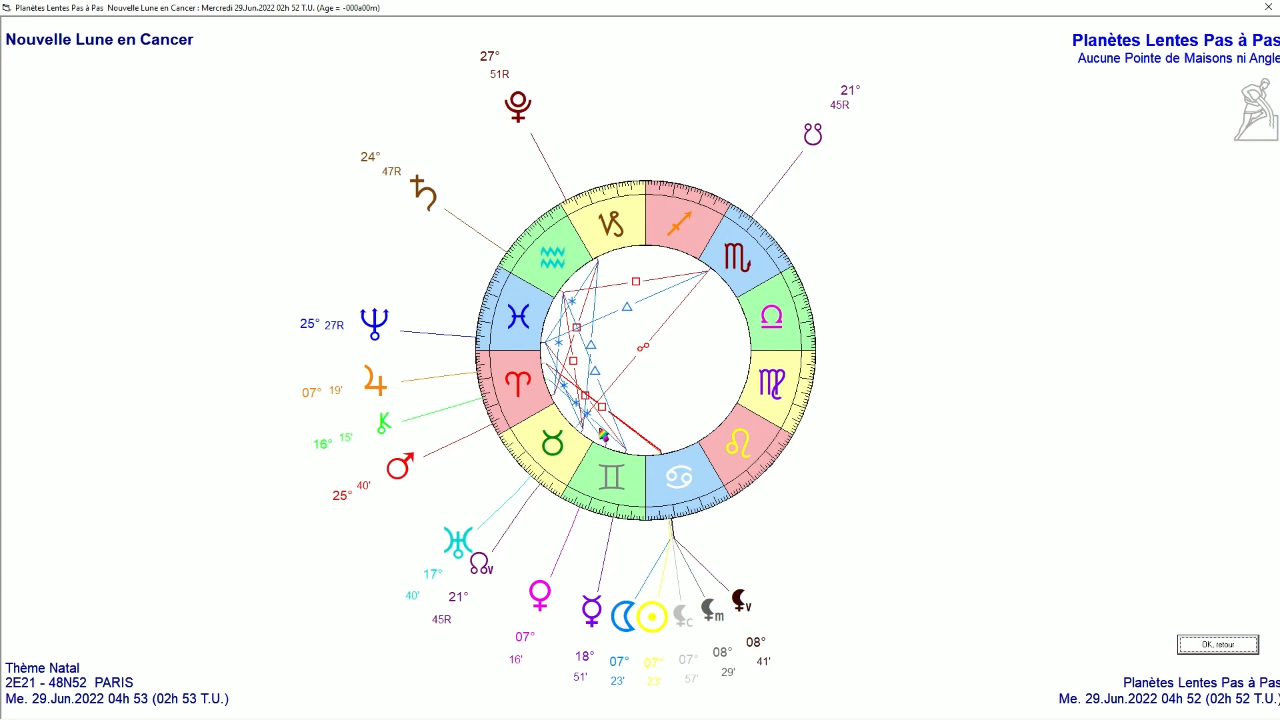 Planètes Lentes Pas à Pas Nouvelle Lune en Cancer : Mercredi 29.Jun.2022 02h 52 T.U. (Age = -000a00m)
Nouvelle Lune en Cancer
Planètes Lentes Pas à Pas
Aucune Pointe de Maisons ni Angle
27°
51R
21°
45R
24°
47R
25° 27R
07° 19'
16° 15'
25° 40'
17°
40'
21°
45R
V
07°
16'
18°
51'
07°
23'
07°
23'
c
07°
57'
m
08°
29'
V
08°
41'
OK, retour
Thème Natal
2E21 - 48N52 PARIS
Me. 29.Jun.2022 04h 53 (02h 53 T.U.)
Planètes Lentes Pas à Pas
Me. 29.Jun.2022 04h 52 (02h 52 T.U.)